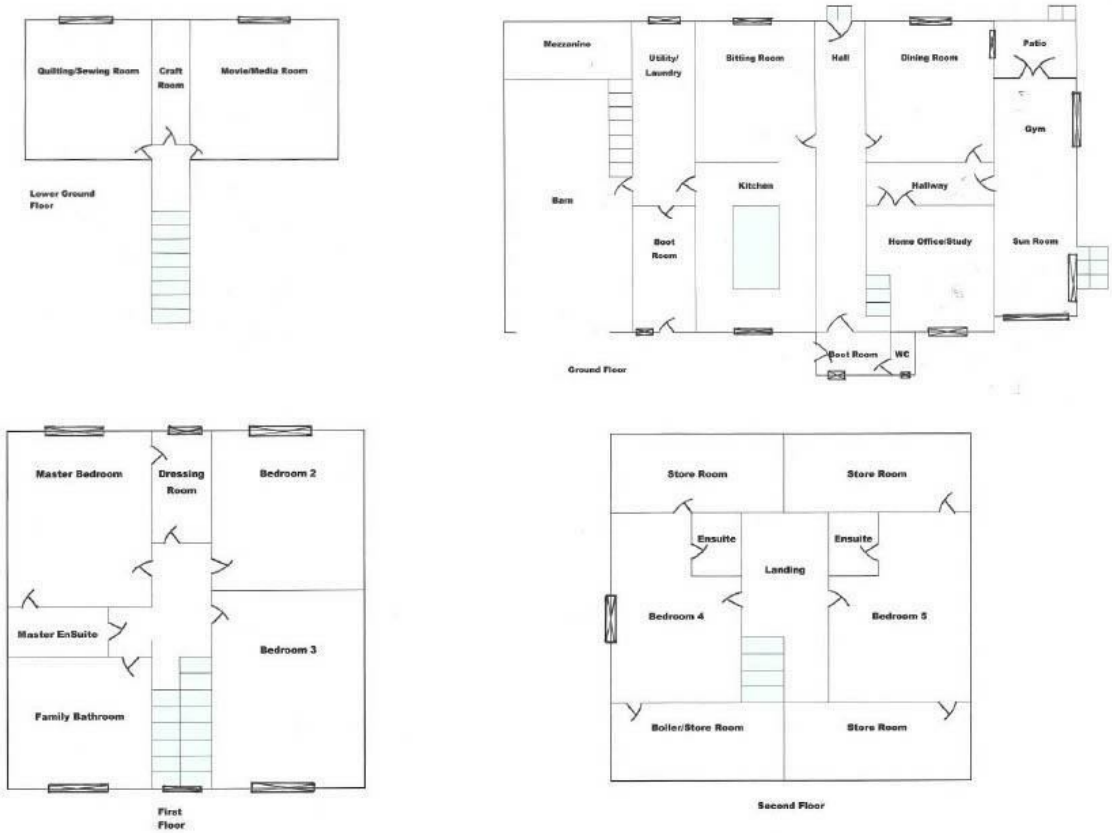 Quilting/Sewing Room
Craft
Room
Movie/Media Room
Lower Ground
Floor
Mezzanine
Utility/
Laundry
Bitting Room
Hall
Dining Room
Patio
Gym
Barn
Kitchen
Hallway
Boot
Room
Home Office/Study
Sun Room
Boot Room
WC
Ground Floor
Master Bedroom
Dressing
Room
Bedroom 2
Master EnSuite
Bedroom 3
Family Bathroom
First
Floor
Store Room
Store Room
Ensuite
Ensuite
Landing
Bedroom 4
Bedroom 5
Boiler/Store Room
Store Room
Second Floor